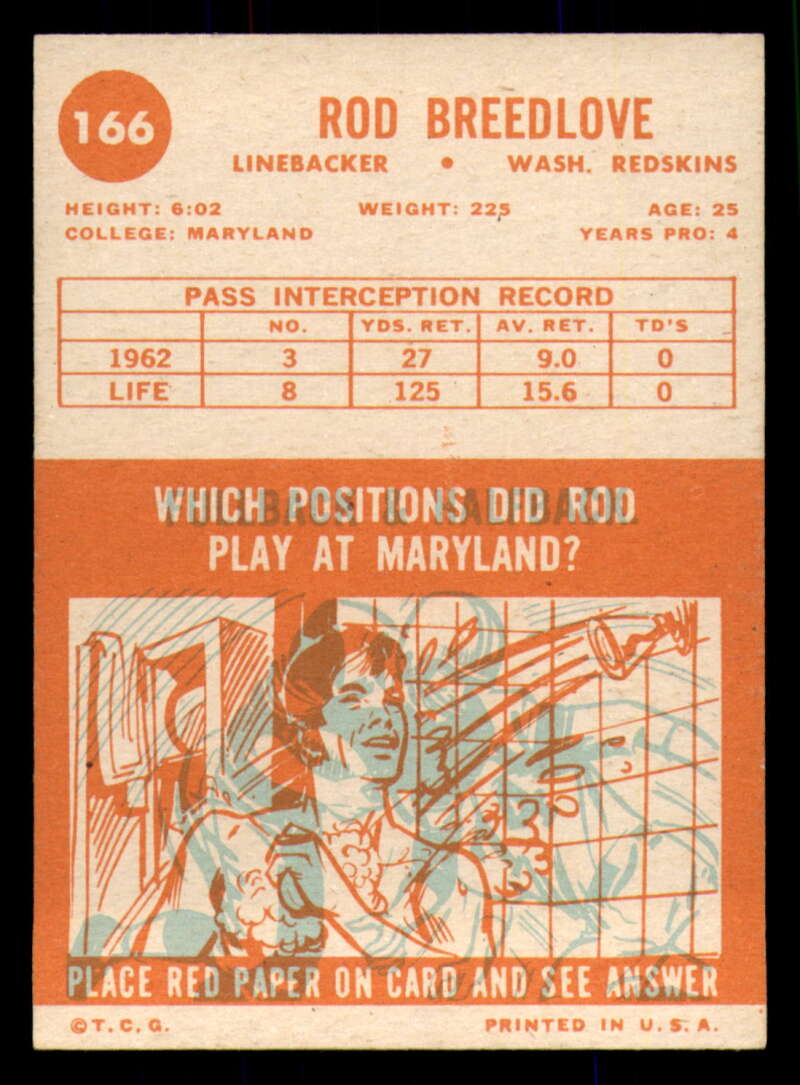 166
ROD BREEDLOVE
LINEBACKER • WASH. REDSKINS
HEIGHT: 6:02 WEIGHT: 225 AGE: 25
COLLEGE: MARYLAND YEARS PRO: 4
PASS INTERCEPTION RECORD
NO. YDS. RET. AV. RET. TD'S
1962 3 27 9.0 0
LIFE 8 125 15.6 0
WHICH POSITIONS DID ROD
FULLBACK & HALFBACK.
PLAY AT MARYLAND?
PLACE RED PAPER ON CARD AND SEE ANSWER
©T.C.G. PRINTED IN U.S.A.